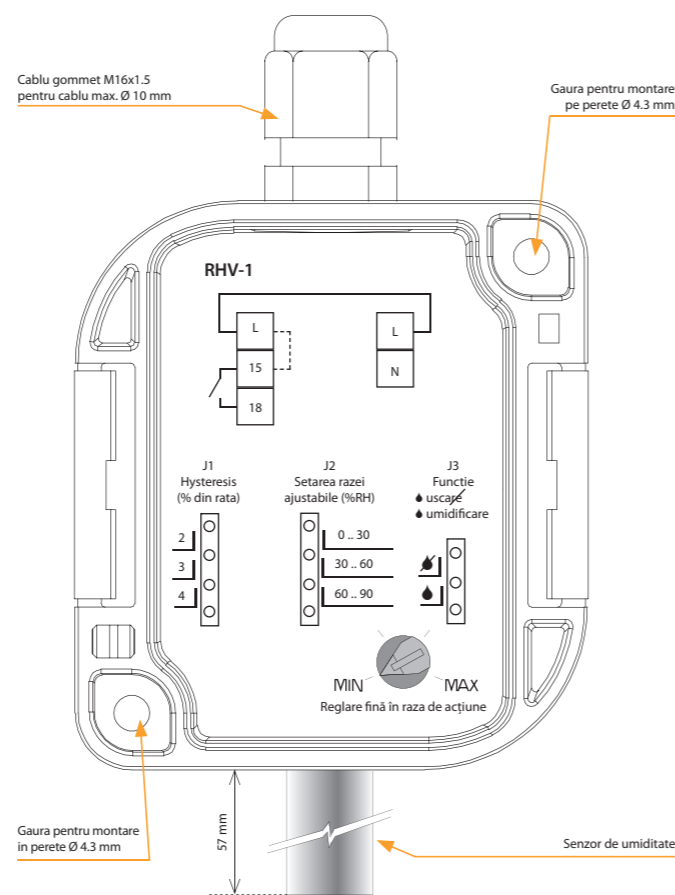 Cablu gommet M16x1.5
pentru cablu max. Ø 10 mm
Gaura pentru montare
pe perete Ø 4.3 mm
RHV-1
L
15
18
L
N
J1
Hysteresis
(% din rata)
2
3
4
J2
Setarea razei
ajustabile (%RH)
0 .. 30
30 .. 60
60 .. 90
J3
Functie
uscare
umidificare
MIN
MAX
Reglare fină în raza de acțiune
57 mm
Gaura pentru montare
in perete Ø 4.3 mm
Senzor de umiditate